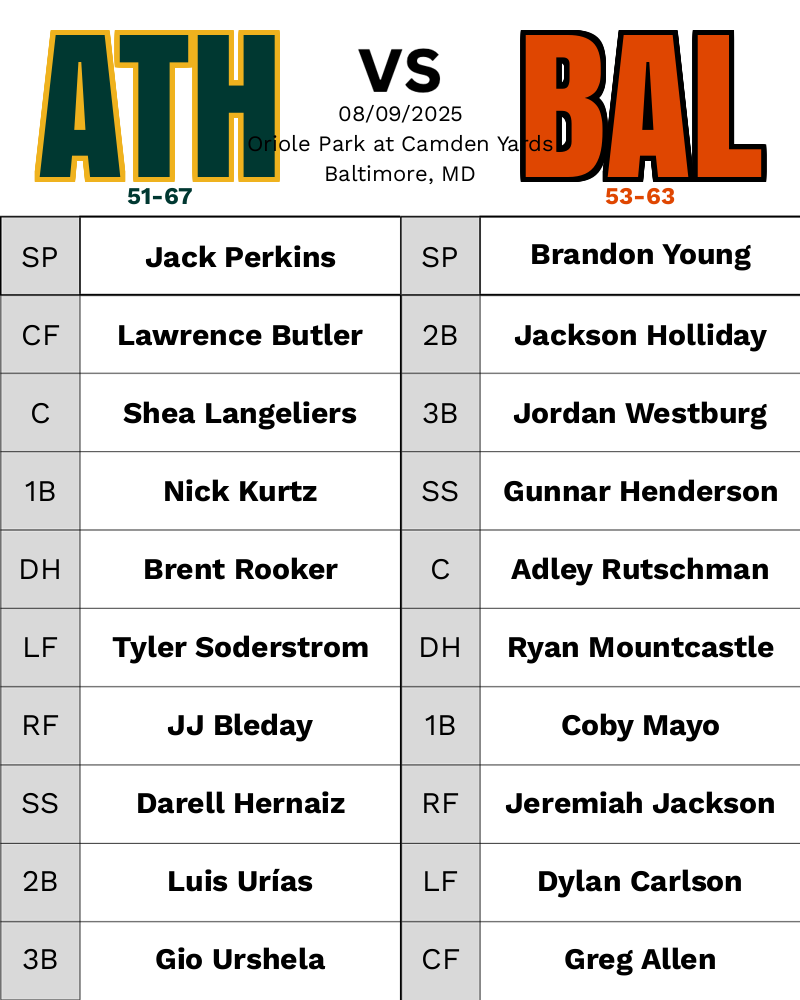 ATH VS BAL
08/09/2025
Oriole Park at Camden Yards
Baltimore, MD
51-67 53-63
SP Jack Perkins SP Brandon Young
CF Lawrence Butler 2B Jackson Holliday
C Shea Langeliers 3B Jordan Westburg
1B Nick Kurtz SS Gunnar Henderson
DH Brent Rooker C Adley Rutschman
LF Tyler Soderstrom DH Ryan Mountcastle
RF JJ Bleday 1B Coby Mayo
SS Darell Hernaiz RF Jeremiah Jackson
2B Luis Urías LF Dylan Carlson
3B Gio Urshela CF Greg Allen